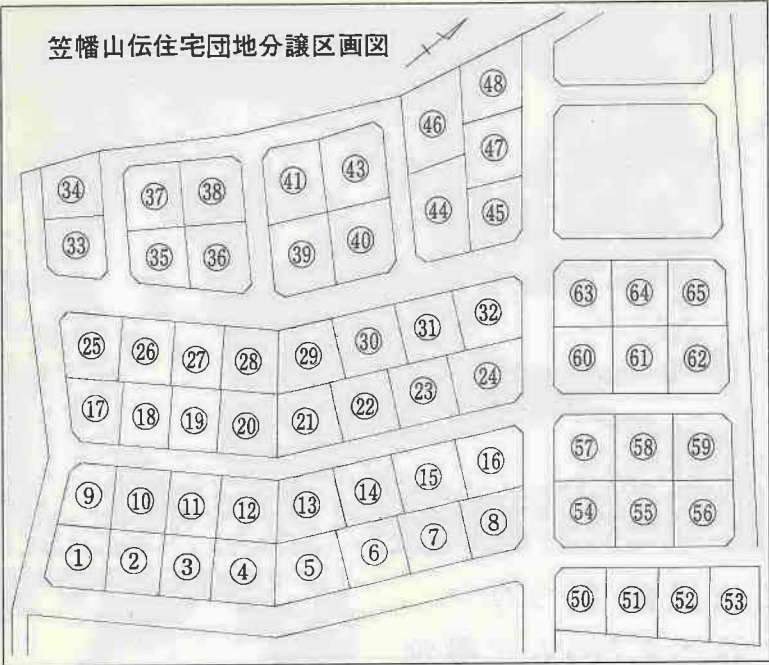 笠幡山伝住宅団地分譲区画図
㊽
㊻
㊼
㊹ ㊺
㉞ ㊲ ㊳ ㊶ ㊸
㉝ ㉟ ㊱ ㊴ ㊵
㉕ ㉖ ㉗ ㉘ ㉙ ㉚ ㉛ ㉜
⑰ ⑱ ⑲ ⑳ ㉑ ㉒ ㉓ ㉔
⑨ ⑩ ⑪ ⑫ ⑬ ⑭ ⑮ ⑯
① ② ③ ④ ⑤ ⑥ ⑦ ⑧
63 64 65
60 61 62
57 58 59
54 55 56
㊿ 51 52 53